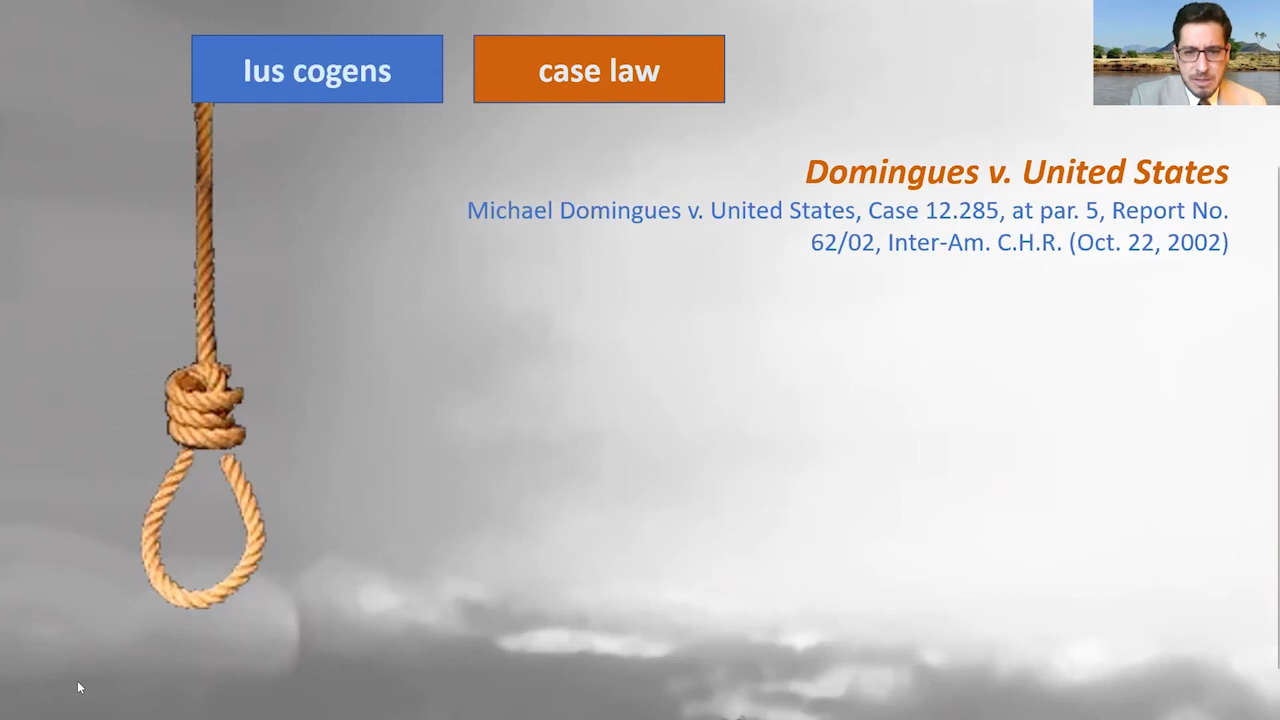 Ius cogens
case law
Domingues v. United States
Michael Domingues v. United States, Case 12.285, at par. 5, Report No.
62/02, Inter-Am. C.H.R. (Oct. 22, 2002)